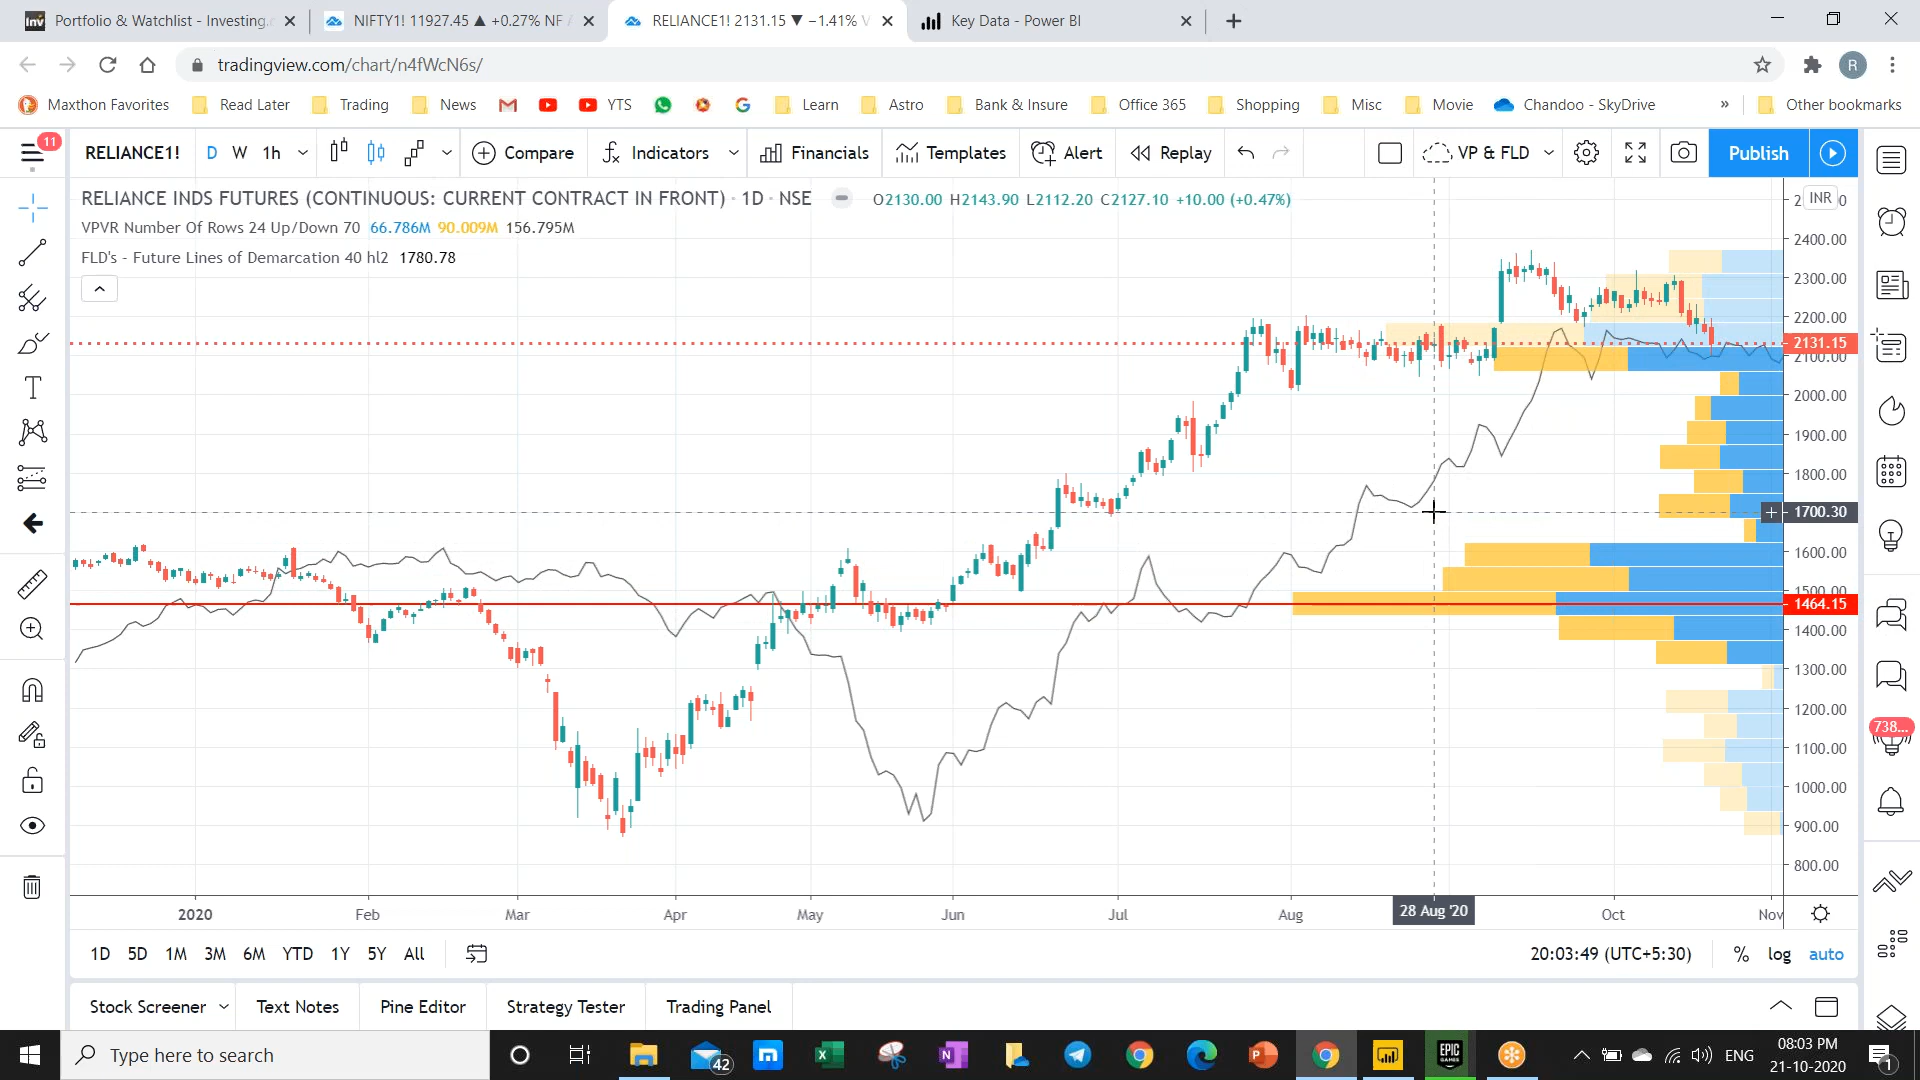 Portfolio & Watchlist - Investing.
NIFTY1! 11927.45 ▲ +0.27% NF
RELIANCE1! 2131.15 ▼ −1.41% V
Key Data - Power BI
tradingview.com/chart/n4fWcN6s/
R
Maxthon Favorites
Read Later
Trading
News
YTS
Learn
Astro
Bank & Insure
Office 365
Shopping
Misc
Movie
Chandoo - SkyDrive
»
Other bookmarks
11
RELIANCE1!
D
W
1h
Compare
Indicators
Financials
Templates
Alert
Replay
VP & FLD
Publish
RELIANCE INDS FUTURES (CONTINUOUS: CURRENT CONTRACT IN FRONT) · 1D · NSE
O2130.00 H2143.90 L2112.20 C2127.10 +10.00 (+0.47%)
INR
VPVR Number Of Rows 24 Up/Down 70 66.786M 90.009M 156.795M
FLD's - Future Lines of Demarcation 40 hl2 1780.78
2400.00
2300.00
2200.00
2131.15
2100.00
2000.00
1900.00
1800.00
1700.30
1600.00
1500.00
1464.15
1400.00
1300.00
1200.00
1100.00
1000.00
900.00
800.00
738...
2020
Feb
Mar
Apr
May
Jun
Jul
Aug
28 Aug '20
Oct
Nov
1D
5D
1M
3M
6M
YTD
1Y
5Y
All
20:03:49 (UTC+5:30)
%
log
auto
Stock Screener
Text Notes
Pine Editor
Strategy Tester
Trading Panel
Type here to search
42
EPIC
GAMES
ENG
08:03 PM
21-10-2020
1